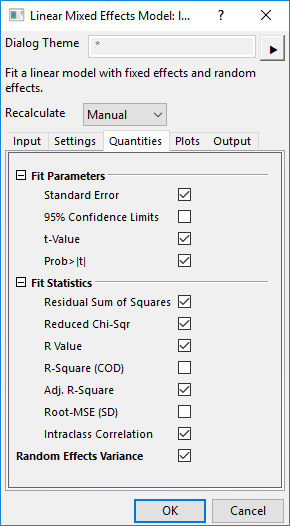 Linear Mixed Effects Model: I...
Dialog Theme *
Fit a linear model with fixed effects and random
effects.
Recalculate Manual
Input Settings Quantities Plots Output
Fit Parameters
Standard Error
95% Confidence Limits
t-Value
Prob>|t|
Fit Statistics
Residual Sum of Squares
Reduced Chi-Sqr
R Value
R-Square (COD)
Adj. R-Square
Root-MSE (SD)
Intraclass Correlation
Random Effects Variance
OK Cancel